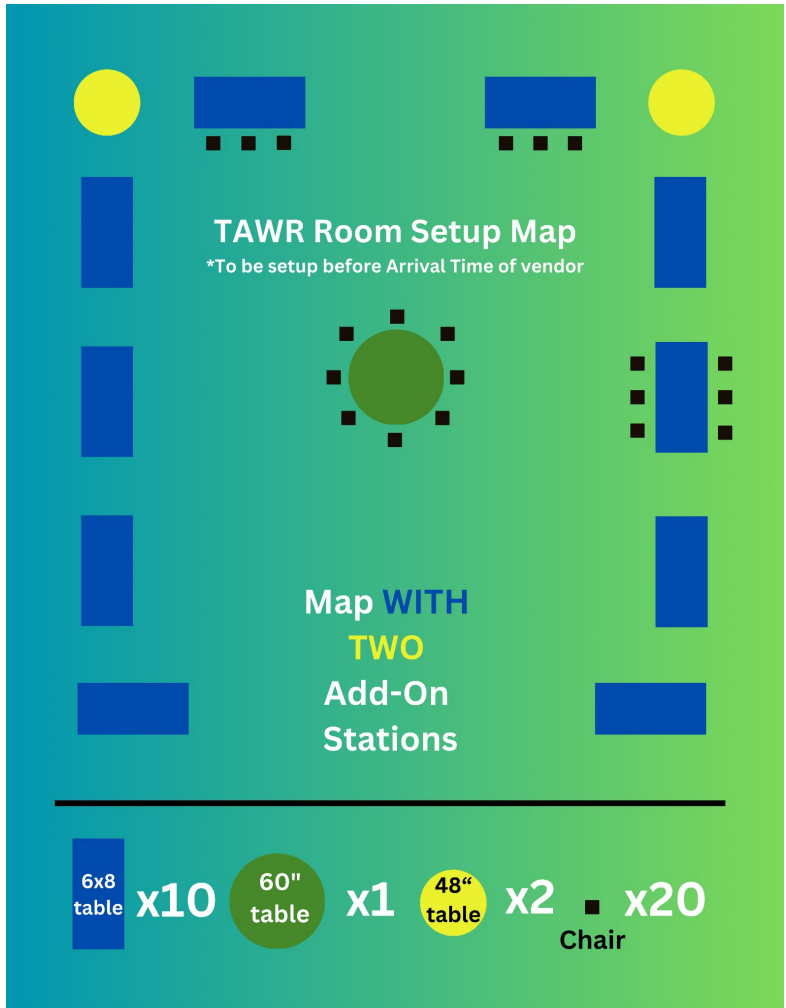 TAWR Room Setup Map
*To be setup before Arrival Time of vendor
Map WITH
TWO
Add-On
Stations
6x8
table
x10
60"
table
x1
48“
table
x2
Chair
x20